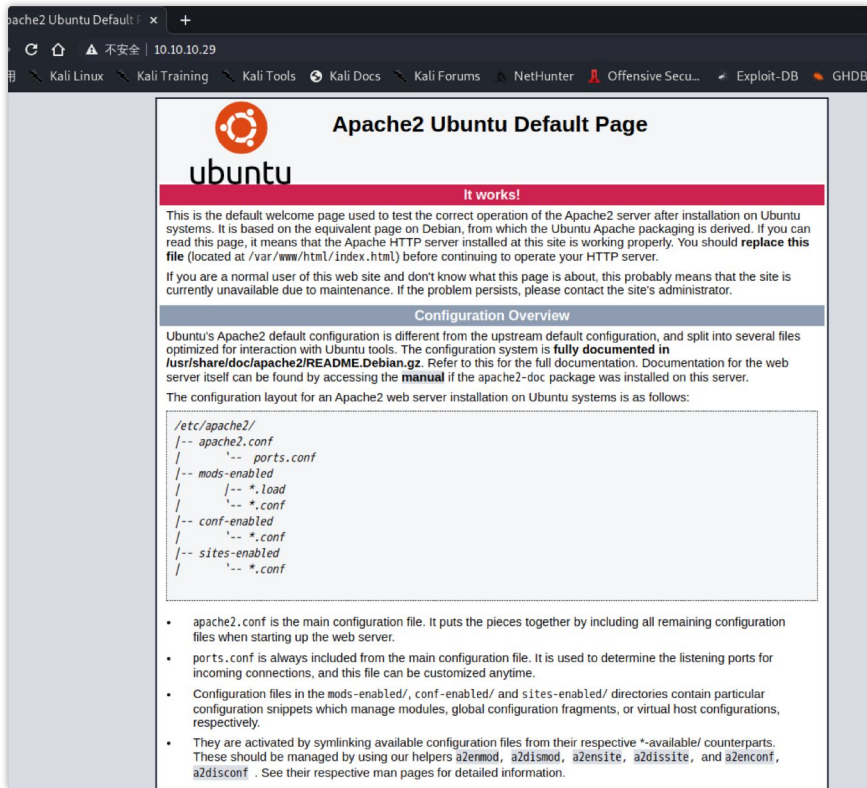 Apache2 Ubuntu Default
不安全 | 10.10.10.29
Kali Linux Kali Training Kali Tools Kali Docs Kali Forums NetHunter Offensive Secu... Exploit-DB GHDB
ubuntu
Apache2 Ubuntu Default Page
It works!
This is the default welcome page used to test the correct operation of the Apache2 server after installation on Ubuntu
systems. It is based on the equivalent page on Debian, from which the Ubuntu Apache packaging is derived. If you can
read this page, it means that the Apache HTTP server installed at this site is working properly. You should replace this
file (located at /var/www/html/index.html) before continuing to operate your HTTP server.
If you are a normal user of this web site and don't know what this page is about, this probably means that the site is
currently unavailable due to maintenance. If the problem persists, please contact the site's administrator.
Configuration Overview
Ubuntu's Apache2 default configuration is different from the upstream default configuration, and split into several files
optimized for interaction with Ubuntu tools. The configuration system is fully documented in
/usr/share/doc/apache2/README.Debian.gz. Refer to this for the full documentation. Documentation for the web
server itself can be found by accessing the manual if the apache2-doc package was installed on this server.
The configuration layout for an Apache2 web server installation on Ubuntu systems is as follows:
/etc/apache2/
|-- apache2.conf
|       `--  ports.conf
|-- mods-enabled
|       |-- *.load
|       `-- *.conf
|-- conf-enabled
|       `-- *.conf
|-- sites-enabled
|       `-- *.conf
• apache2.conf is the main configuration file. It puts the pieces together by including all remaining configuration
files when starting up the web server.
• ports.conf is always included from the main configuration file. It is used to determine the listening ports for
incoming connections, and this file can be customized anytime.
• Configuration files in the mods-enabled/, conf-enabled/ and sites-enabled/ directories contain particular
configuration snippets which manage modules, global configuration fragments, or virtual host configurations,
respectively.
• They are activated by symlinking available configuration files from their respective *-available/ counterparts.
These should be managed by using our helpers a2enmod, a2dismod, a2ensite, a2dissite, and a2enconf,
a2disconf . See their respective man pages for detailed information.